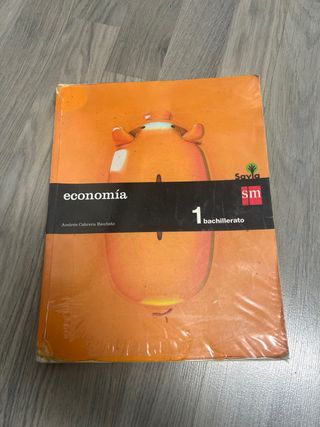 economía
Andrés Cabrera Bautista
Savia
sm
1 bachillerato